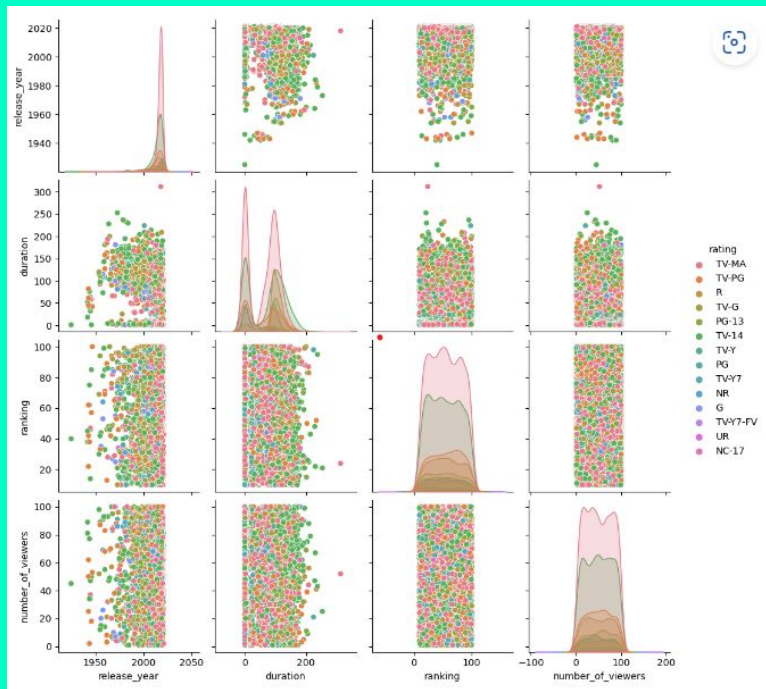 2020
2000
1980
1960
1940
release_year
300
250
200
150
100
50
0
duration
100
80
60
40
20
ranking
100
80
60
40
20
0
number_of_viewers
1950 2000 2050
release_year
0 200
duration
0 100
ranking
−100 0 100 200
number_of_viewers
rating
TV-MA
TV-PG
R
TV-G
PG-13
TV-14
TV-Y
PG
TV-Y7
NR
G
TV-Y7-FV
UR
NC-17